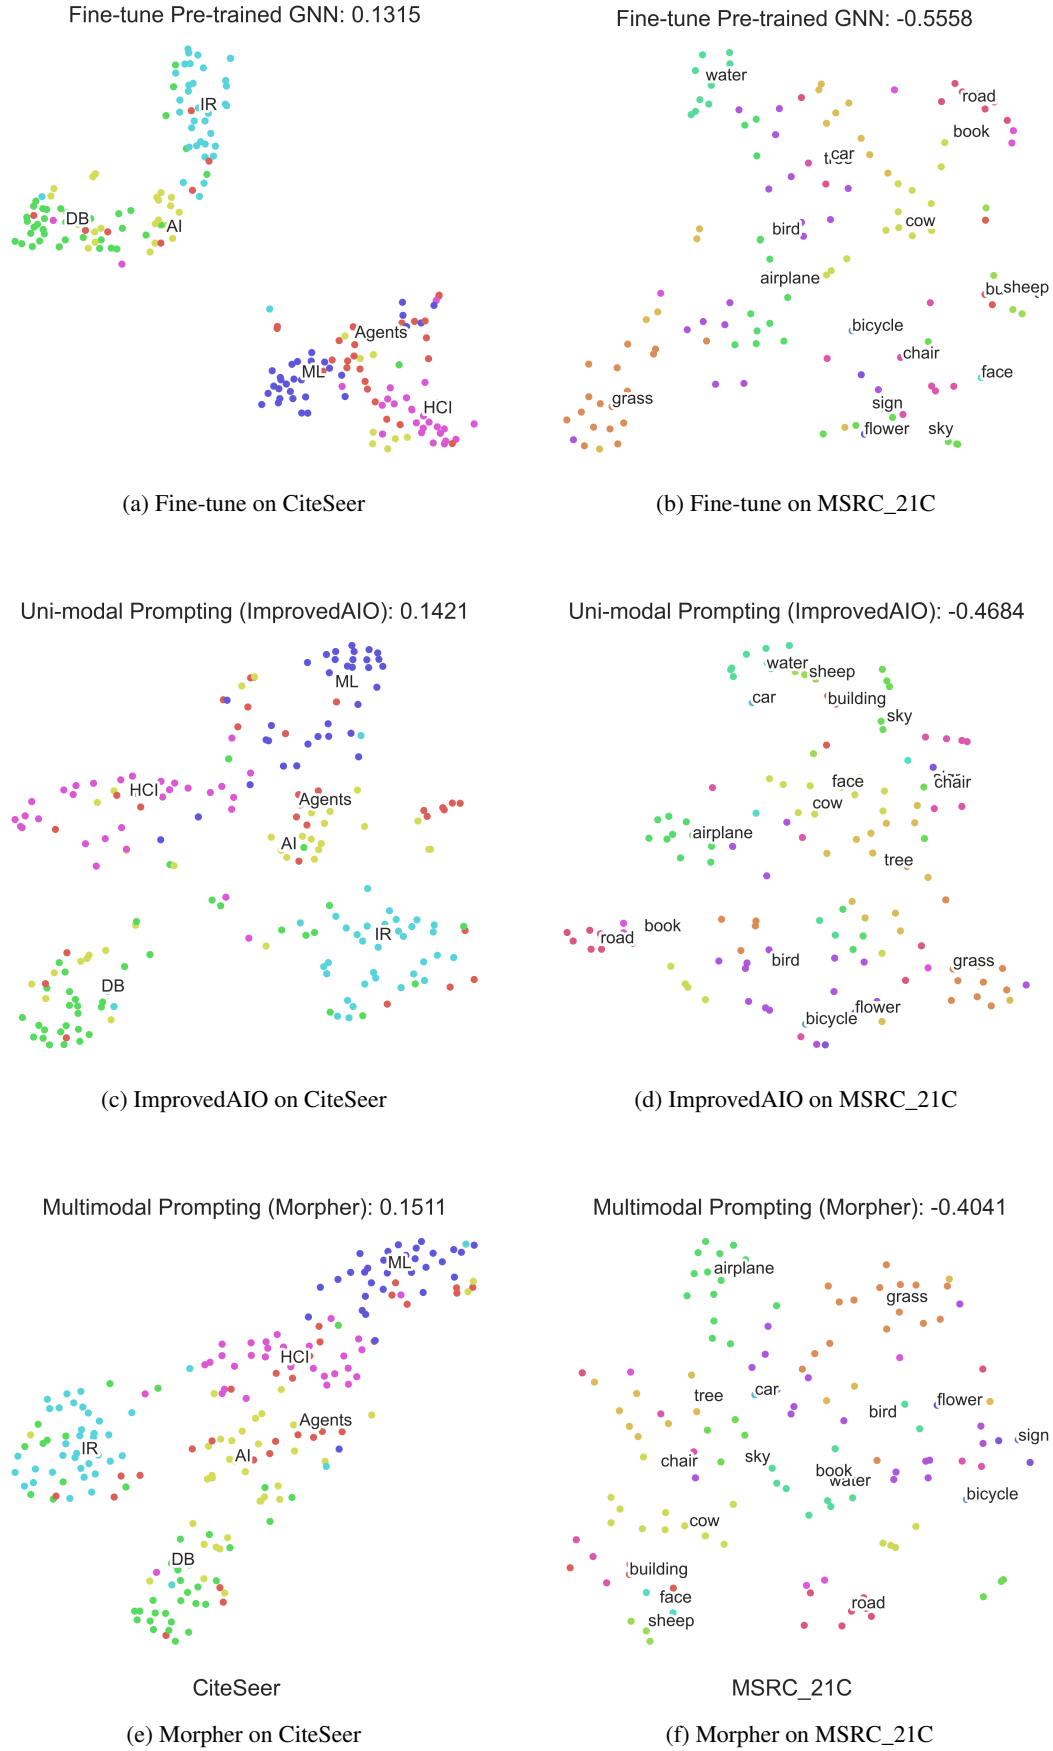 Fine-tune Pre-trained GNN: 0.1315
IR
DB
AI
Agents
ML
HCI
(a) Fine-tune on CiteSeer
Fine-tune Pre-trained GNN: -0.5558
water
road
book
car
cow
bird
airplane
sheep
bicycle
chair
face
grass
sign
flower
sky
(b) Fine-tune on MSRC_21C
Uni-modal Prompting (ImprovedAIO): 0.1421
ML
HCI
Agents
AI
IR
DB
(c) ImprovedAIO on CiteSeer
Uni-modal Prompting (ImprovedAIO): -0.4684
water
sheep
car
building
sky
face
chair
cow
airplane
tree
book
road
bird
grass
flower
bicycle
(d) ImprovedAIO on MSRC_21C
Multimodal Prompting (Morpher): 0.1511
ML
HCI
Agents
IR
AI
DB
CiteSeer
(e) Morpher on CiteSeer
Multimodal Prompting (Morpher): -0.4041
airplane
grass
tree
car
flower
bird
sign
chair
sky
book
water
bicycle
cow
building
face
road
sheep
MSRC_21C
(f) Morpher on MSRC_21C